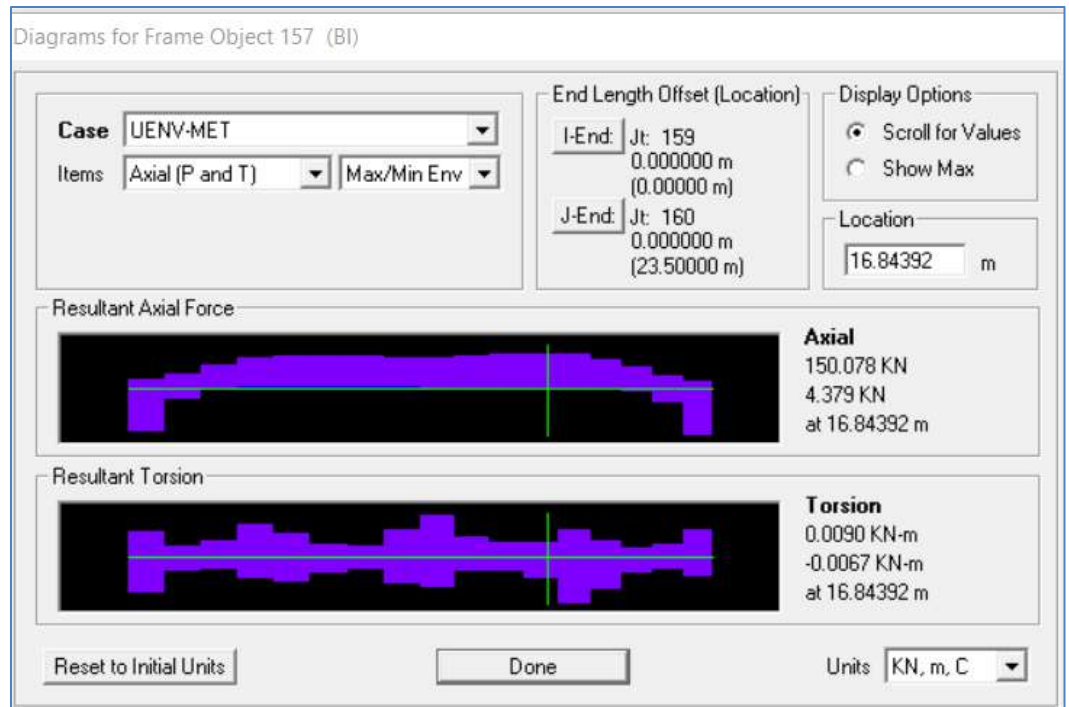 Diagrams for Frame Object 157 (BI)
Case UENV-MET
Items Axial (P and T) Max/Min Env
End Length Offset (Location)
I-End: Jt: 159
0.000000 m
(0.00000 m)
J-End: Jt: 160
0.000000 m
(23.50000 m)
Display Options
Scroll for Values
Show Max
Location
16.84392 m
Resultant Axial Force
Axial
150.078 KN
4.379 KN
at 16.84392 m
Resultant Torsion
Torsion
0.0090 KN-m
-0.0067 KN-m
at 16.84392 m
Reset to Initial Units
Done
Units KN, m, C